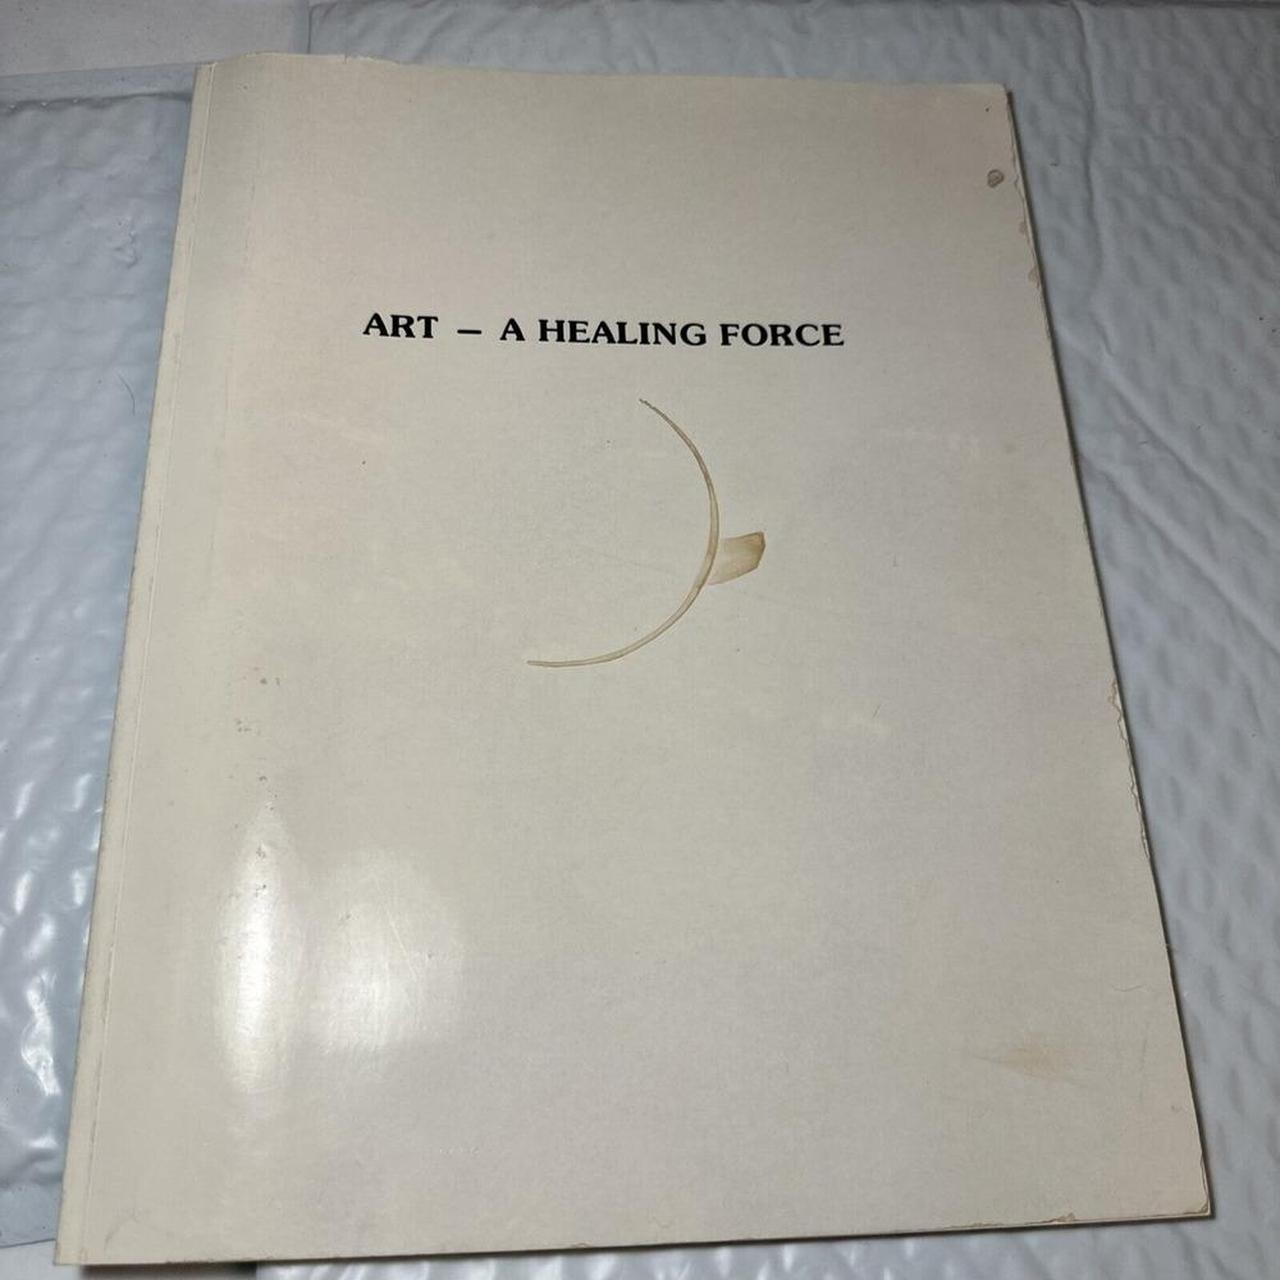 ART — A HEALING FORCE